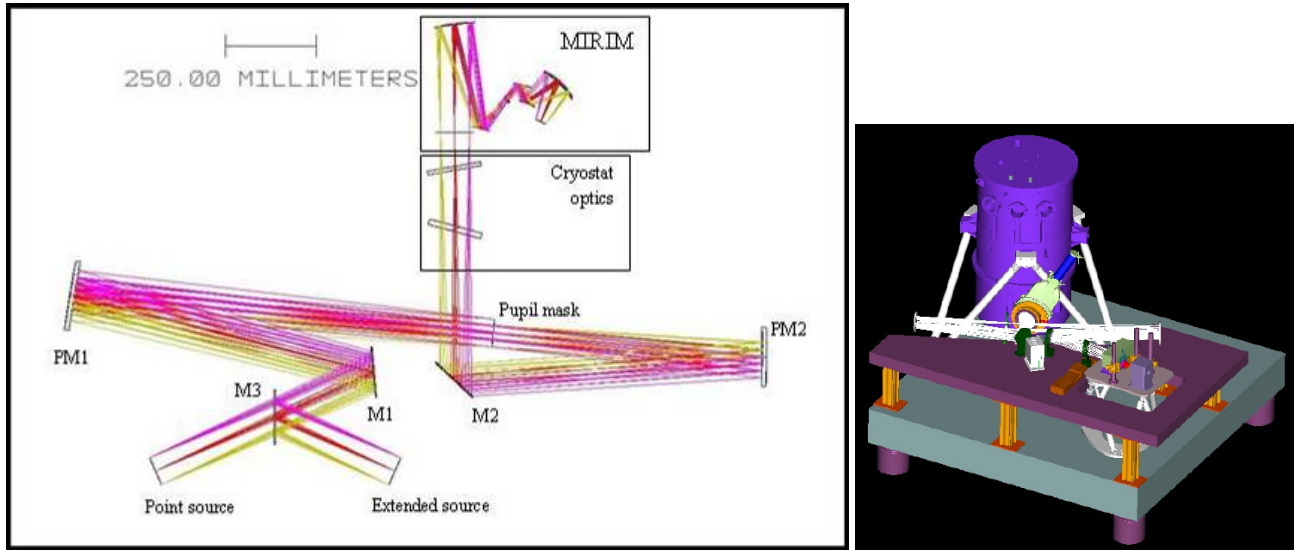 MIRIM
250.00 MILLIMETERS
Cryostat
optics
Pupil mask
PM2
PM1
M3
M1
M2
Point source
Extended source